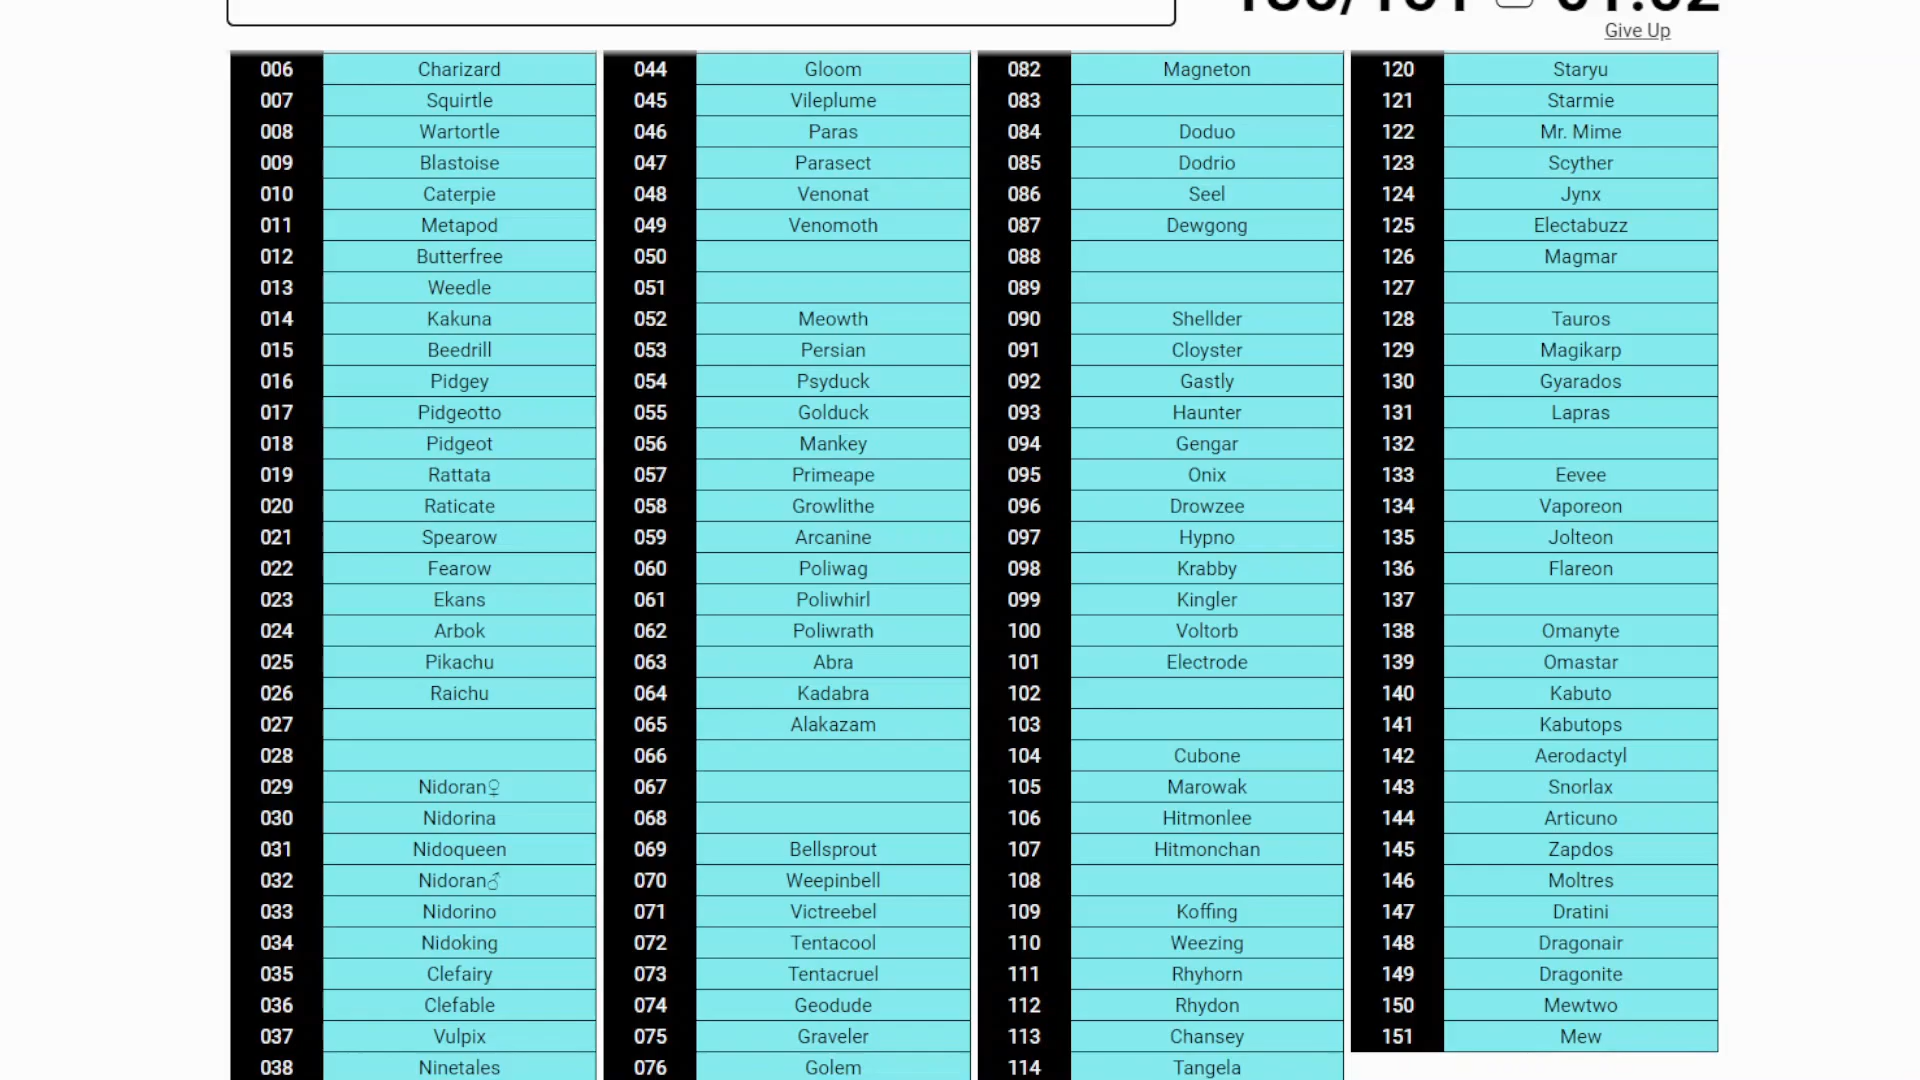 Give Up
006 Charizard
007 Squirtle
008 Wartortle
009 Blastoise
010 Caterpie
011 Metapod
012 Butterfree
013 Weedle
014 Kakuna
015 Beedrill
016 Pidgey
017 Pidgeotto
018 Pidgeot
019 Rattata
020 Raticate
021 Spearow
022 Fearow
023 Ekans
024 Arbok
025 Pikachu
026 Raichu
027
028
029 Nidoran♀
030 Nidorina
031 Nidoqueen
032 Nidoran♂
033 Nidorino
034 Nidoking
035 Clefairy
036 Clefable
037 Vulpix
038 Ninetales
044 Gloom
045 Vileplume
046 Paras
047 Parasect
048 Venonat
049 Venomoth
050
051
052 Meowth
053 Persian
054 Psyduck
055 Golduck
056 Mankey
057 Primeape
058 Growlithe
059 Arcanine
060 Poliwag
061 Poliwhirl
062 Poliwrath
063 Abra
064 Kadabra
065 Alakazam
066
067
068
069 Bellsprout
070 Weepinbell
071 Victreebel
072 Tentacool
073 Tentacruel
074 Geodude
075 Graveler
076 Golem
082 Magneton
083
084 Doduo
085 Dodrio
086 Seel
087 Dewgong
088
089
090 Shellder
091 Cloyster
092 Gastly
093 Haunter
094 Gengar
095 Onix
096 Drowzee
097 Hypno
098 Krabby
099 Kingler
100 Voltorb
101 Electrode
102
103
104 Cubone
105 Marowak
106 Hitmonlee
107 Hitmonchan
108
109 Koffing
110 Weezing
111 Rhyhorn
112 Rhydon
113 Chansey
114 Tangela
120 Staryu
121 Starmie
122 Mr. Mime
123 Scyther
124 Jynx
125 Electabuzz
126 Magmar
127
128 Tauros
129 Magikarp
130 Gyarados
131 Lapras
132
133 Eevee
134 Vaporeon
135 Jolteon
136 Flareon
137
138 Omanyte
139 Omastar
140 Kabuto
141 Kabutops
142 Aerodactyl
143 Snorlax
144 Articuno
145 Zapdos
146 Moltres
147 Dratini
148 Dragonair
149 Dragonite
150 Mewtwo
151 Mew